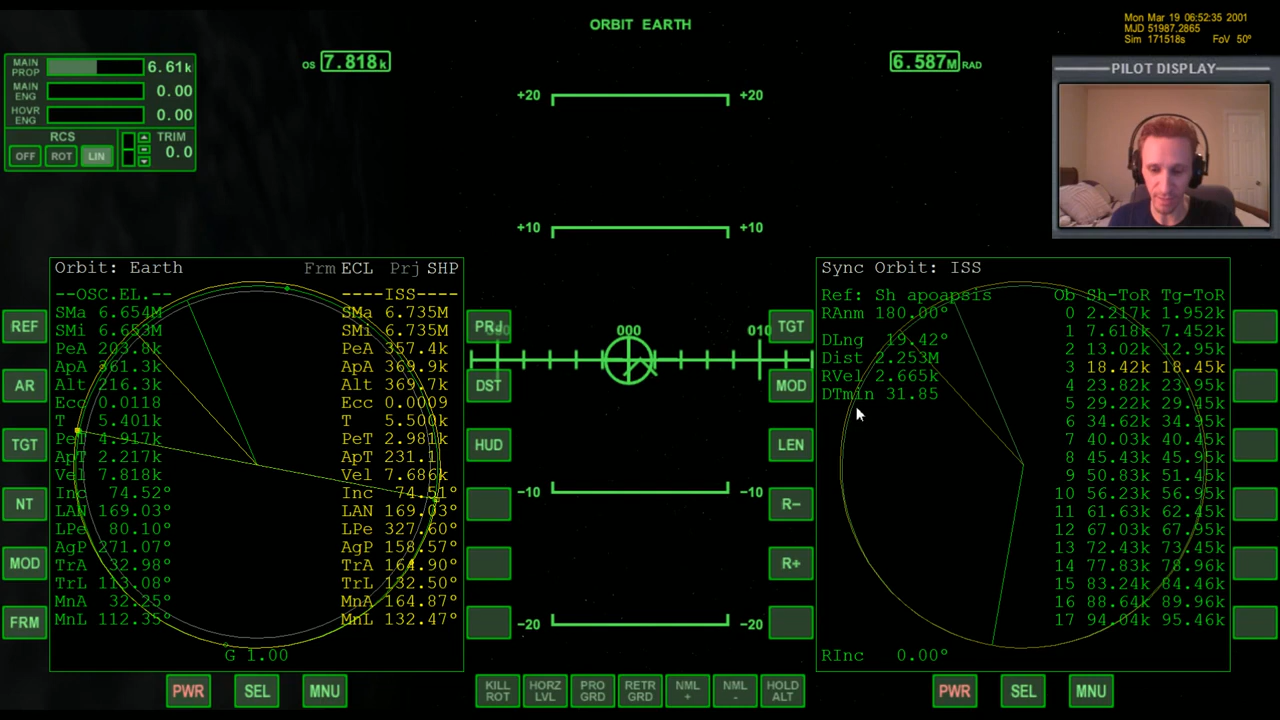 ORBIT EARTH
Mon Mar 19 06:52:35 2001
MJD 51987.2865
Sim 171518s FoV 50°
MAIN PROP 6.61k
MAIN ENG 0.00
HOVR ENG 0.00
RCS
TRIM
OFF ROT LIN 0.0
OS 7.818k
6.587M RAD
PILOT DISPLAY
+20 +20
+10 +10
000 010
-10 -10
-20 -20
Orbit: Earth Frm ECL Prj SHP
--OSC.EL.-- ----ISS----
SMa 6.654M SMa 6.735M
SMi 6.653M SMi 6.735M
PeA 203.8k PeA 357.4k
ApA 361.3k ApA 369.9k
Alt 216.3k Alt 369.7k
Ecc 0.0118 Ecc 0.0009
T 5.401k T 5.500k
PeT 4.917k PeT 2.981k
ApT 2.217k ApT 231.1
Vel 7.818k Vel 7.686k
Inc 74.52° Inc 74.51°
LAN 169.03° LAN 169.03°
LPe 80.10° LPe 327.60°
AgP 271.07° AgP 158.57°
TrA 32.98° TrA 164.90°
TrL 113.08° TrL 132.50°
MnA 32.25° MnA 164.87°
MnL 112.35° MnL 132.47°
G 1.00
REF
AR
TGT
NT
MOD
FRM
PRJ
DST
HUD
PWR SEL MNU
KILL ROT
HORZ LVL
PRO GRD
RETR GRD
NML +
NML -
HOLD ALT
TGT
MOD
LEN
R-
R+
Sync Orbit: ISS
Ref: Sh apoapsis
RAnm 180.00°
DLng 19.42°
Dist 2.253M
RVel 2.665k
DTmin 31.85
Ob Sh-ToR Tg-ToR
0 2.217k 1.952k
1 7.618k 7.452k
2 13.02k 12.95k
3 18.42k 18.45k
4 23.82k 23.95k
5 29.22k 29.45k
6 34.62k 34.95k
7 40.03k 40.45k
8 45.43k 45.95k
9 50.83k 51.45k
10 56.23k 56.95k
11 61.63k 62.45k
12 67.03k 67.95k
13 72.43k 73.45k
14 77.83k 78.96k
15 83.24k 84.46k
16 88.64k 89.96k
17 94.04k 95.46k
RInc 0.00°
PWR SEL MNU